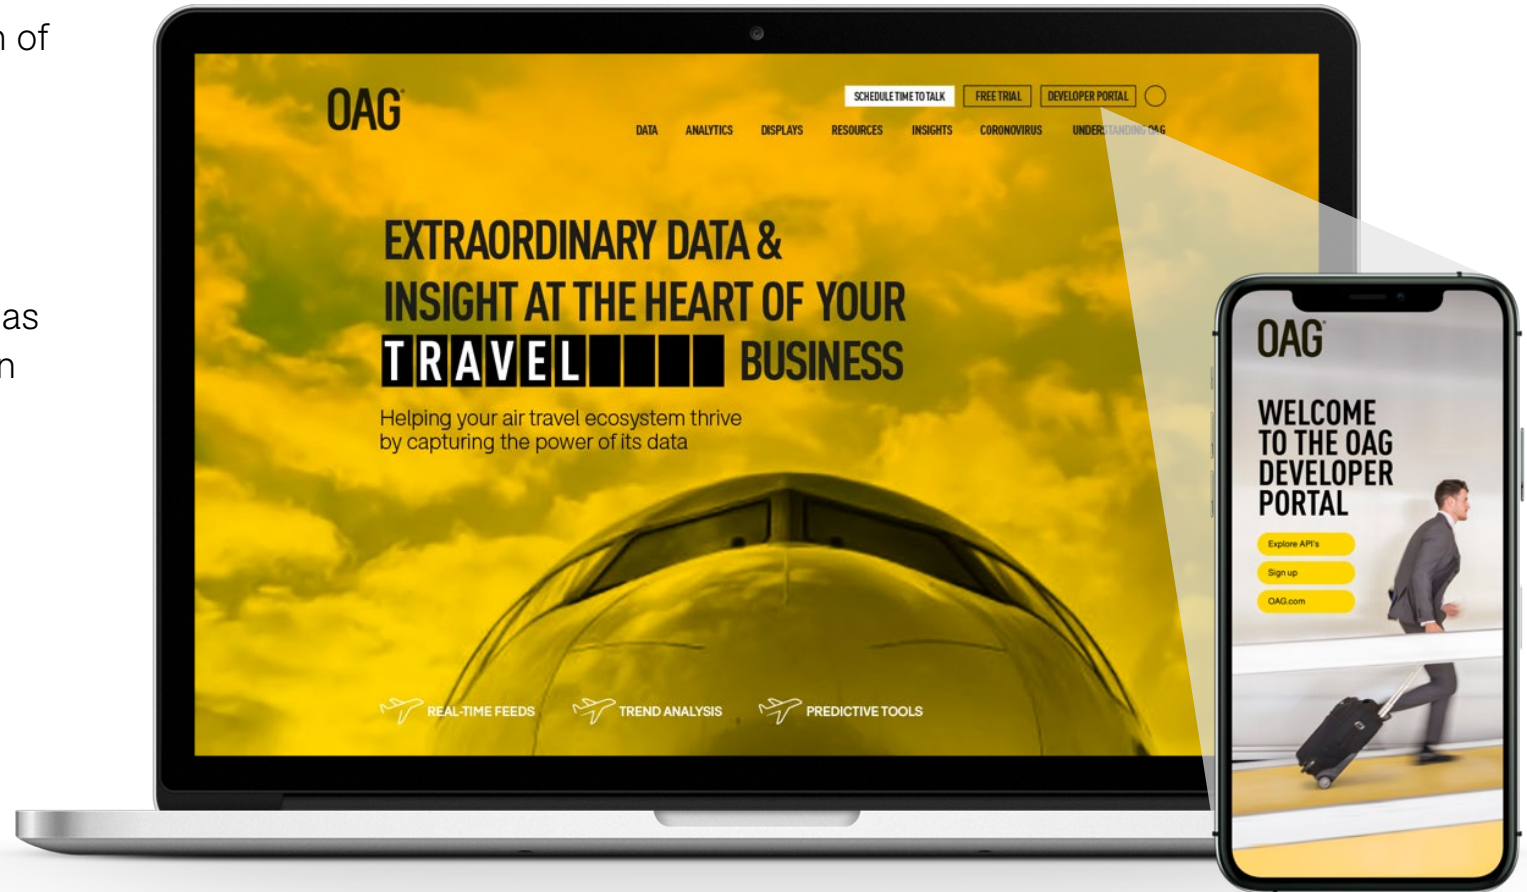 n of
as
n
OAG
SCHEDULE TIME TO TALK
FREE TRIAL
DEVELOPER PORTAL
DATA
ANALYTICS
DISPLAYS
RESOURCES
INSIGHTS
CORONOVIRUS
UNDERSTANDING OAG
EXTRAORDINARY DATA &
INSIGHT AT THE HEART OF YOUR
TRAVEL BUSINESS
Helping your air travel ecosystem thrive
by capturing the power of its data
REAL-TIME FEEDS
TREND ANALYSIS
PREDICTIVE TOOLS
OAG
WELCOME
TO THE OAG
DEVELOPER
PORTAL
Explore API's
Sign up
OAG.com